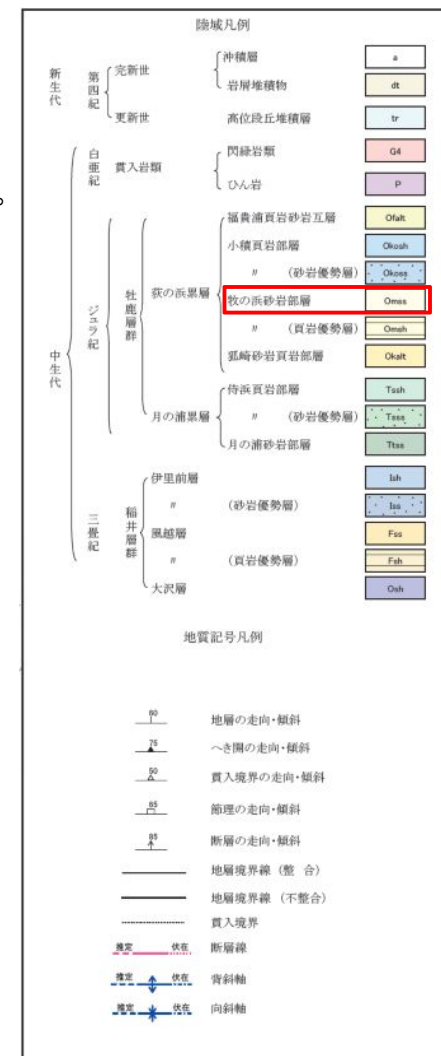 陸域凡例
新生代
第四紀
完新世
沖積層 a
岩屑堆積物 dt
更新世
高位段丘堆積層 tr
中生代
白亜紀
貫入岩類
閃緑岩類 G4
ひん岩 P
ジュラ紀
牡鹿層群
荻の浜累層
福貴浦頁岩砂岩互層 Ofalt
小積頁岩部層 Okosh
〃 (砂岩優勢層) Okoss
牧の浜砂岩部層 Omss
〃 (頁岩優勢層) Omsh
狐崎砂岩頁岩部層 Okalt
月の浦累層
侍浜頁岩部層 Tssh
〃 (砂岩優勢層) Tsss
月の浦砂岩部層 Ttss
三畳紀
稲井層群
伊里前層 Ish
〃 (砂岩優勢層) Iss
風越層 Fss
〃 (頁岩優勢層) Fsh
大沢層 Osh
地質記号凡例
60 地層の走向・傾斜
75 へき開の走向・傾斜
50 貫入境界の走向・傾斜
85 節理の走向・傾斜
85 断層の走向・傾斜
地層境界線 (整 合)
地層境界線 (不整合)
貫入境界
推定 伏在 断層線
推定 伏在 背斜軸
推定 伏在 向斜軸
。